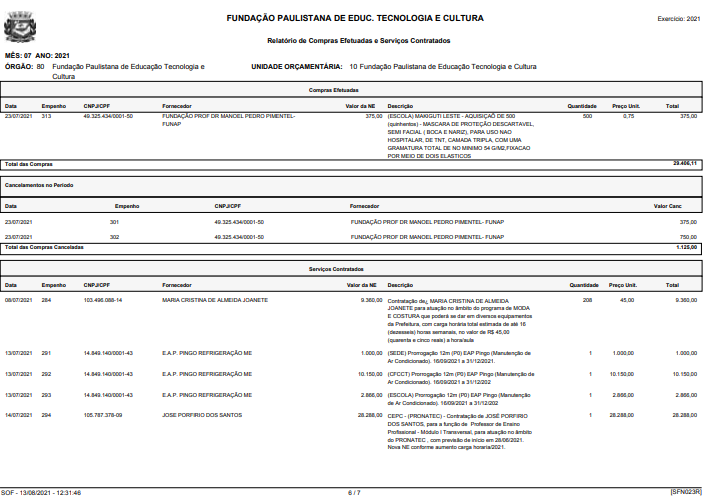 FUNDAÇÃO PAULISTANA DE EDUC. TECNOLOGIA E CULTURA
Exercício: 2021
Relatório de Compras Efetuadas e Serviços Contratados
MÊS: 07 ANO: 2021
ÓRGÃO: 80 Fundação Paulistana de Educação Tecnologia e Cultura UNIDADE ORÇAMENTÁRIA: 10 Fundação Paulistana de Educação Tecnologia e Cultura
Compras Efetuadas
Data Empenho CNPJ/CPF Fornecedor Valor da NE Descrição Quantidade Preço Unit. Total
23/07/2021 313 49.325.434/0001-50 FUNDAÇÃO PROF DR MANOEL PEDRO PIMENTEL- 375,00 (ESCOLA) MAKIGUTI LESTE - AQUISIÇAÕ DE 500 500 0,75 375,00
FUNAP (quinhentos) - MASCARA DE PROTEÇÃO DESCARTAVEL,
SEMI FACIAL ( BOCA E NARIZ), PARA USO NAO
HOSPITALAR, DE TNT, CAMADA TRIPLA, COM UMA
GRAMATURA TOTAL DE NO MINIMO 54 G/M2,FIXACAO
POR MEIO DE DOIS ELASTICOS
Total das Compras 29.406,11
Cancelamentos no Período
Data Empenho CNPJ/CPF Fornecedor Valor Canc
23/07/2021 301 49.325.434/0001-50 FUNDAÇÃO PROF DR MANOEL PEDRO PIMENTEL- FUNAP 375,00
23/07/2021 302 49.325.434/0001-50 FUNDAÇÃO PROF DR MANOEL PEDRO PIMENTEL- FUNAP 750,00
Total das Compras Canceladas 1.125,00
Serviços Contratados
Data Empenho CNPJ/CPF Fornecedor Valor da NE Descrição Quantidade Preço Unit. Total
08/07/2021 284 103.496.088-14 MARIA CRISTINA DE ALMEIDA JOANETE 9.360,00 Contratação de¿ MARIA CRISTINA DE ALMEIDA 208 45,00 9.360,00
JOANETE para atuação no âmbito do programa de MODA
E COSTURA que poderá se dar em diversos equipamentos
da Prefeitura, com carga horária total estimada de até 16
(dezesseis) horas semanais, no valor de R$ 45,00
(quarenta e cinco reais) a hora/aula
13/07/2021 291 14.849.140/0001-43 E.A.P. PINGO REFRIGERAÇÃO ME 1.000,00 (SEDE) Prorrogação 12m (P0) EAP Pingo (Manutenção de 1 1.000,00 1.000,00
Ar Condicionado). 16/09/2021 a 31/12/2021.
13/07/2021 292 14.849.140/0001-43 E.A.P. PINGO REFRIGERAÇÃO ME 10.150,00 (CFCCT) Prorrogação 12m (P0) EAP Pingo (Manutenção de 1 10.150,00 10.150,00
Ar Condicionado). 16/09/2021 a 31/12/202
13/07/2021 293 14.849.140/0001-43 E.A.P. PINGO REFRIGERAÇÃO ME 2.866,00 (ESCOLA) Prorrogação 12m (P0) EAP Pingo (Manutenção 1 2.866,00 2.866,00
de Ar Condicionado). 16/09/2021 a 31/12/202
14/07/2021 294 105.787.378-09 JOSE PORFIRIO DOS SANTOS 28.288,00 CEPC - (PRONATEC) - Contratação de JOSÉ PORFIRIO 1 28.288,00 28.288,00
DOS SANTOS, para a função de Professor de Ensino
Profissional - Módulo I Transversal, para atuação no âmbito
do PRONATEC , com previsão de início em 28/06/2021.
Nova NE conforme aumento carga horaria/2021.
SOF - 13/08/2021 - 12:31:46 6 / 7 [SFN023R]